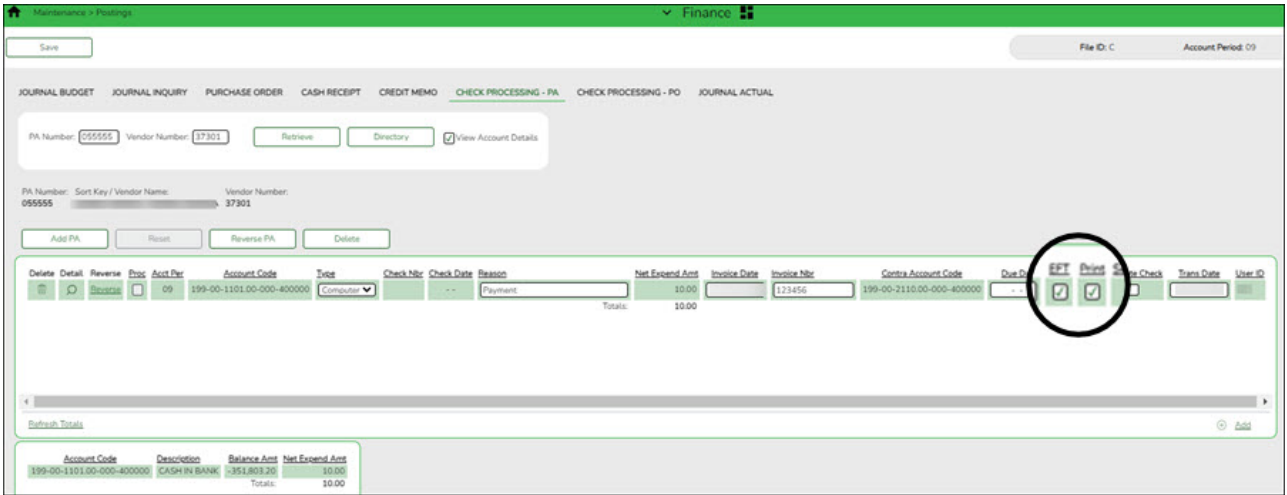 Maintenance > Postings
Finance
Save
File ID: C Account Period: 09
JOURNAL BUDGET JOURNAL INQUIRY PURCHASE ORDER CASH RECEIPT CREDIT MEMO CHECK PROCESSING - PA CHECK PROCESSING - PO JOURNAL ACTUAL
PA Number: 055555 Vendor Number: 37301 Retrieve Directory View Account Details
PA Number: Sort Key / Vendor Name: Vendor Number:
055555 37301
Add PA Reset Reverse PA Delete
Delete Detail Reverse Proc Acct Per Account Code Type Check Nbr Check Date Reason Net Expend Amt Invoice Date Invoice Nbr Contra Account Code EFT Print Check Trans Date User ID
Reverse 09 199-00-1101.00-000-400000 Computer - - Payment 10.00 123456 199-00-2110.00-000-400000 - -
Totals: 10.00
Refresh Totals Add
Account Code Description Balance Amt Net Expend Amt
199-00-1101.00-000-400000 CASH IN BANK -351,803.20 10.00
Totals: 10.00